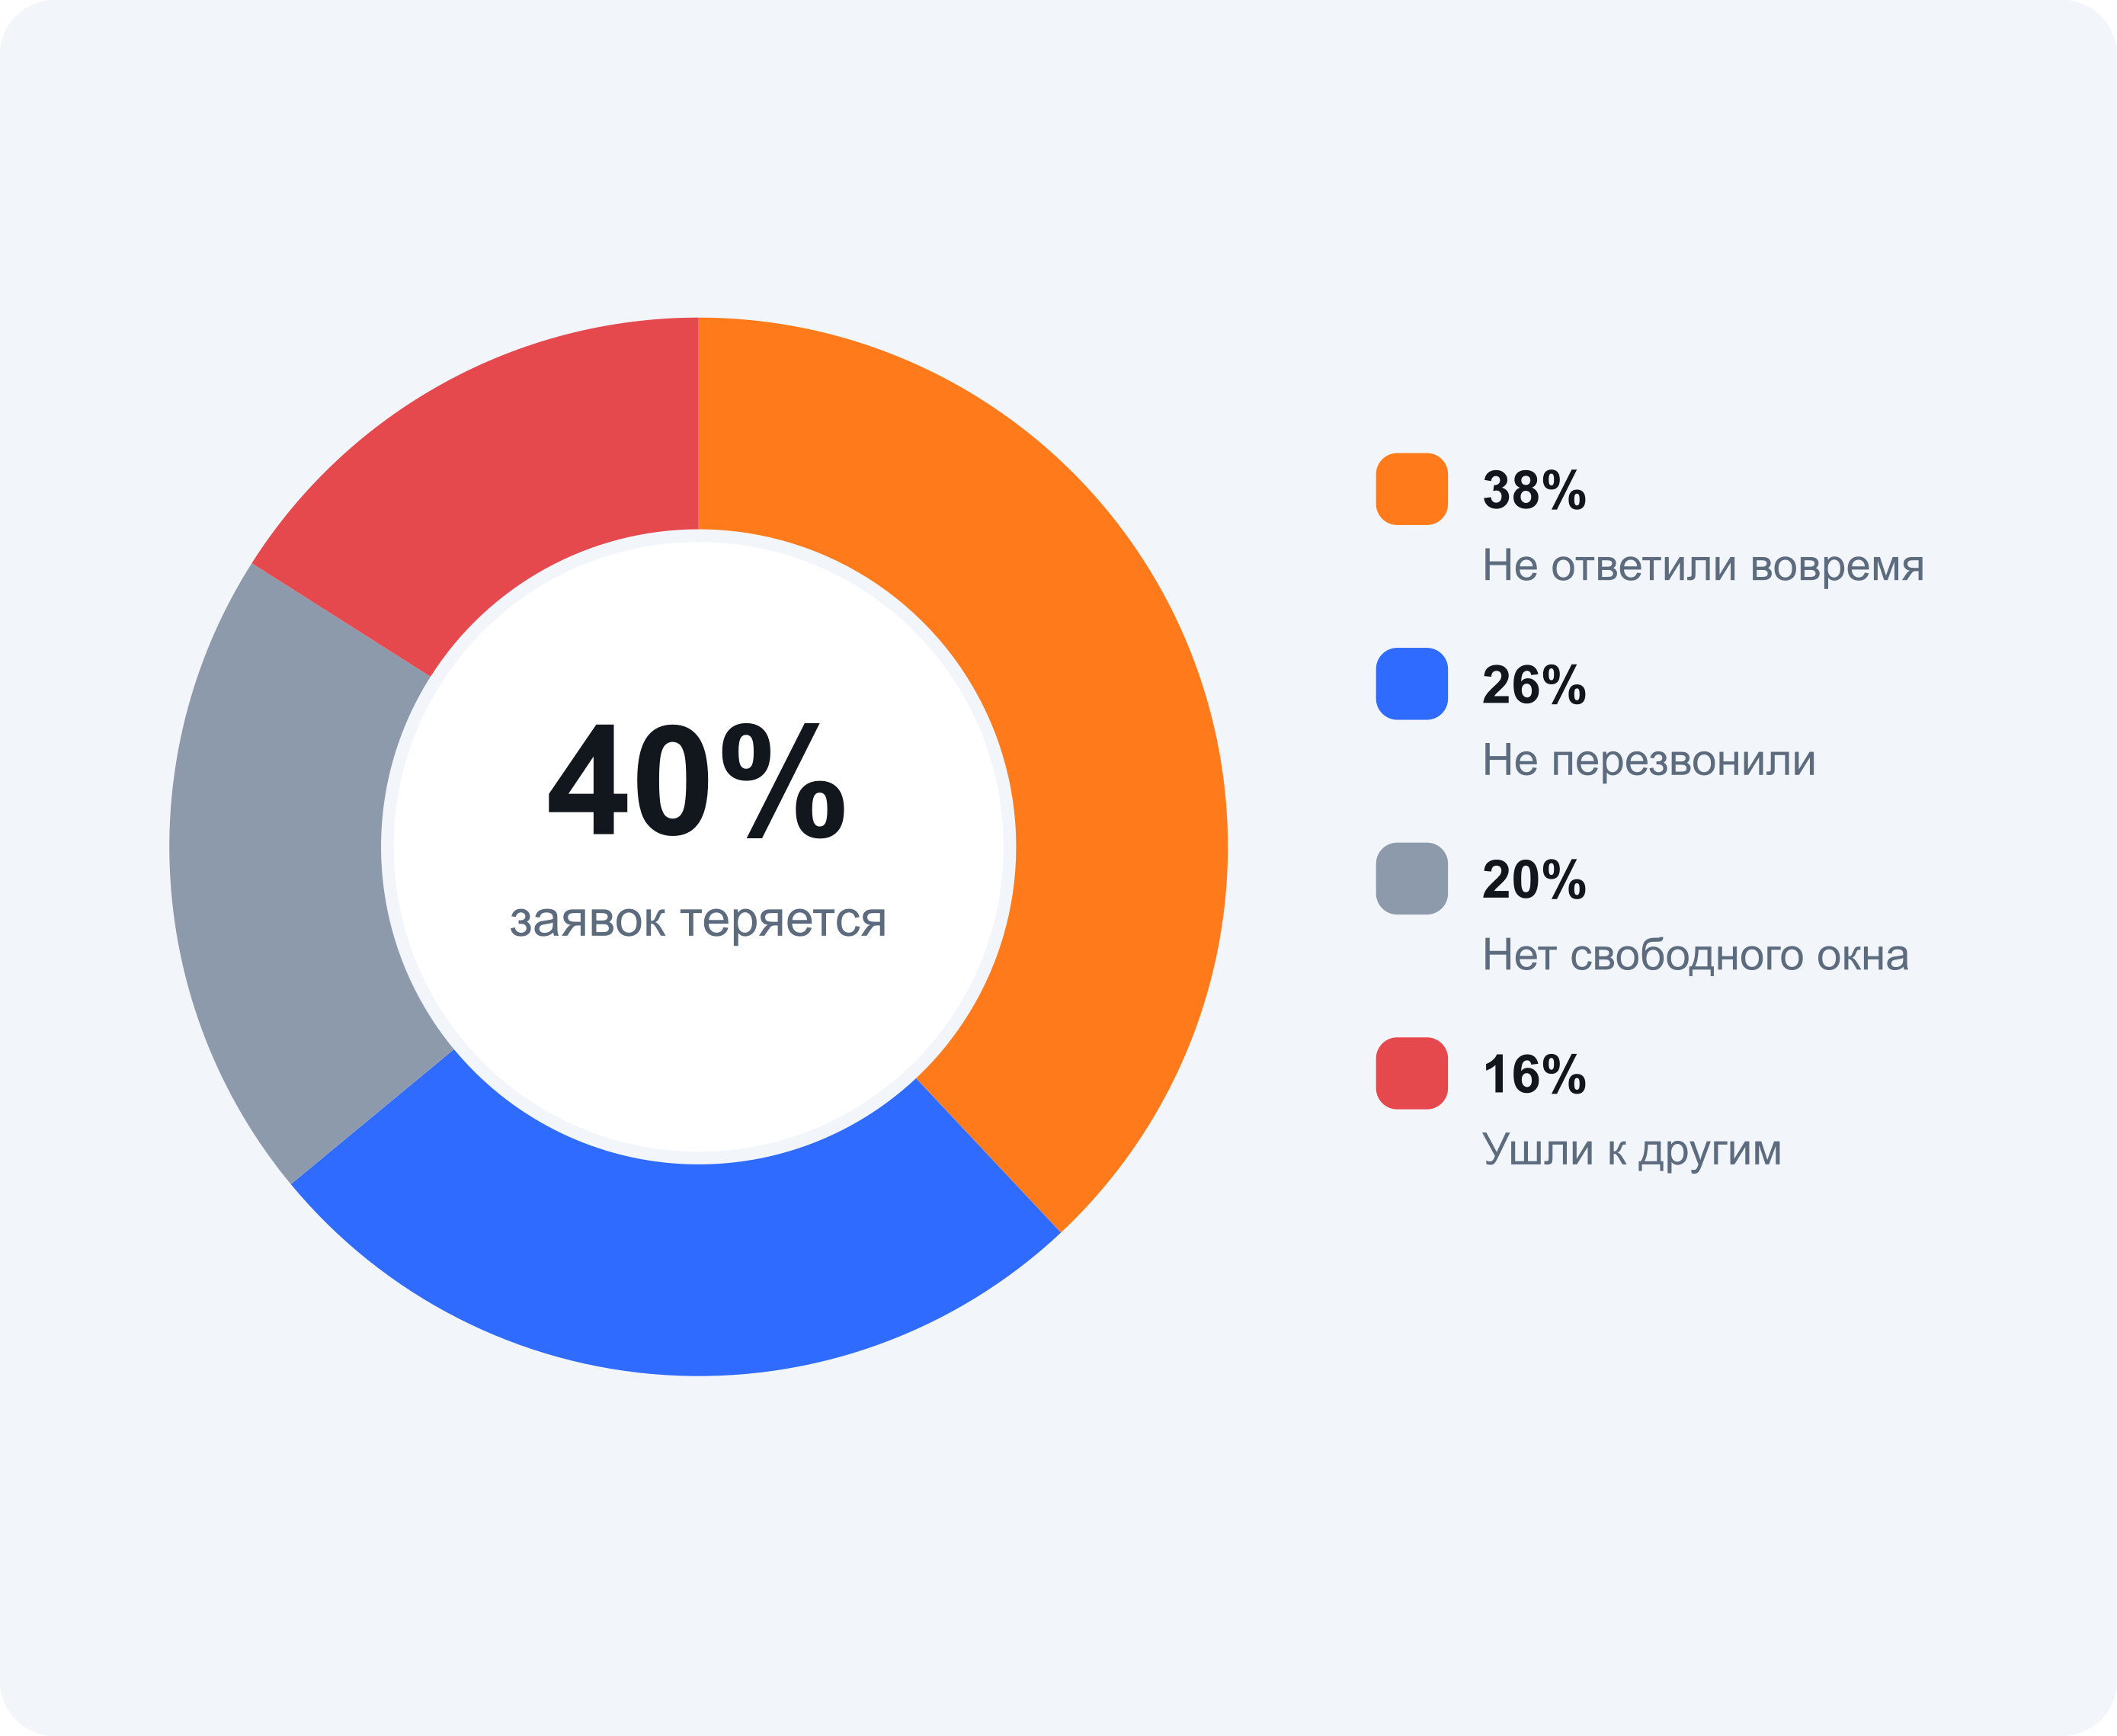 40%
заявок теряется
38%
Не ответили вовремя
26%
Не перезвонили
20%
Нет свободного окна
16%
Ушли к другим